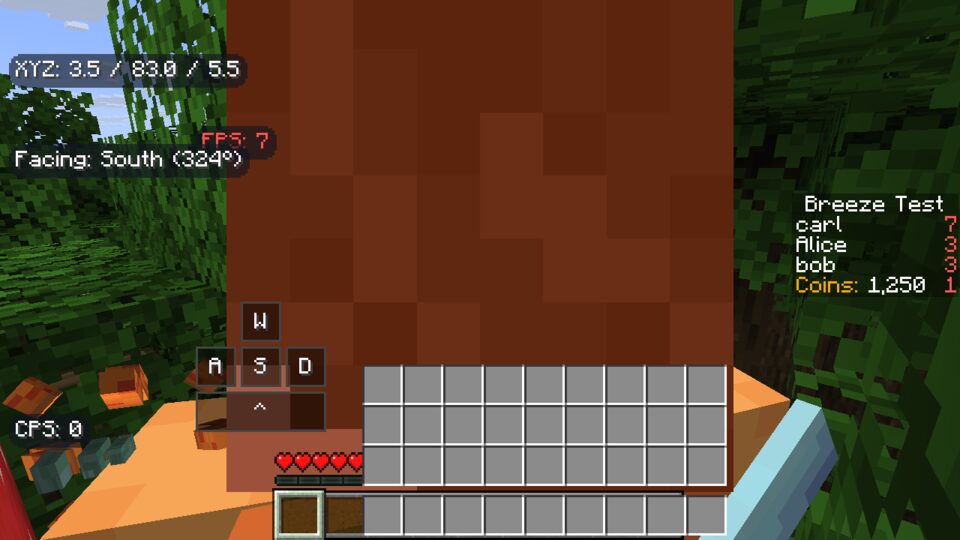 XYZ: 3.5 / 83.0 / 5.5
FPS: 7
Facing: South (324º)
Breeze Test
carl 7
Alice 3
bob 3
Coins: 1,250 1
W
A S D
^
CPS: 0